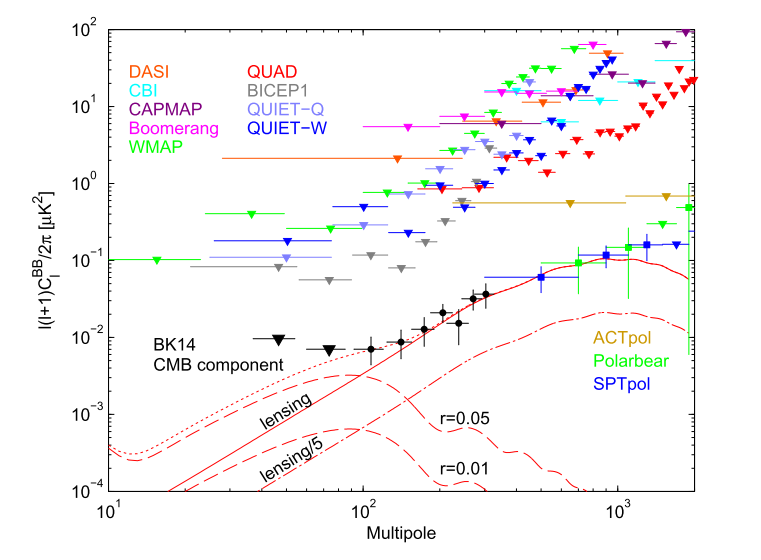 10^2
10^1
10^0
10^−1
10^−2
10^−3
10^−4
l(l+1)C_l^BB/2π [μK²]
DASI
CBI
CAPMAP
Boomerang
WMAP
QUAD
BICEP1
QUIET−Q
QUIET−W
BK14
CMB component
ACTpol
Polarbear
SPTpol
lensing
lensing/5
r=0.05
r=0.01
10^1
10^2
10^3
Multipole